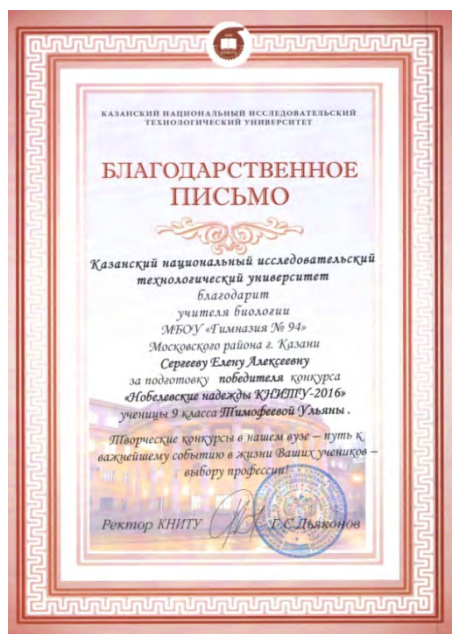 КАЗАНСКИЙ НАЦИОНАЛЬНЫЙ ИССЛЕДОВАТЕЛЬСКИЙ
ТЕХНОЛОГИЧЕСКИЙ УНИВЕРСИТЕТ
БЛАГОДАРСТВЕННОЕ
ПИСЬМО
Казанский национальный исследовательский
технологический университет
благодарит
учителя биологии
МБОУ «Гимназия № 94»
Московского района г. Казани
Сергееву Елену Алексеевну
за подготовку победителя конкурса
«Нобелевские надежды КНИТУ-2016»
ученицы 9 класса Тимофеевой Ульяны .
Творческие конкурсы в нашем вузе – путь к
важнейшему событию в жизни Ваших учеников –
выбору профессии!
Ректор КНИТУ Г.С.Дьяконов